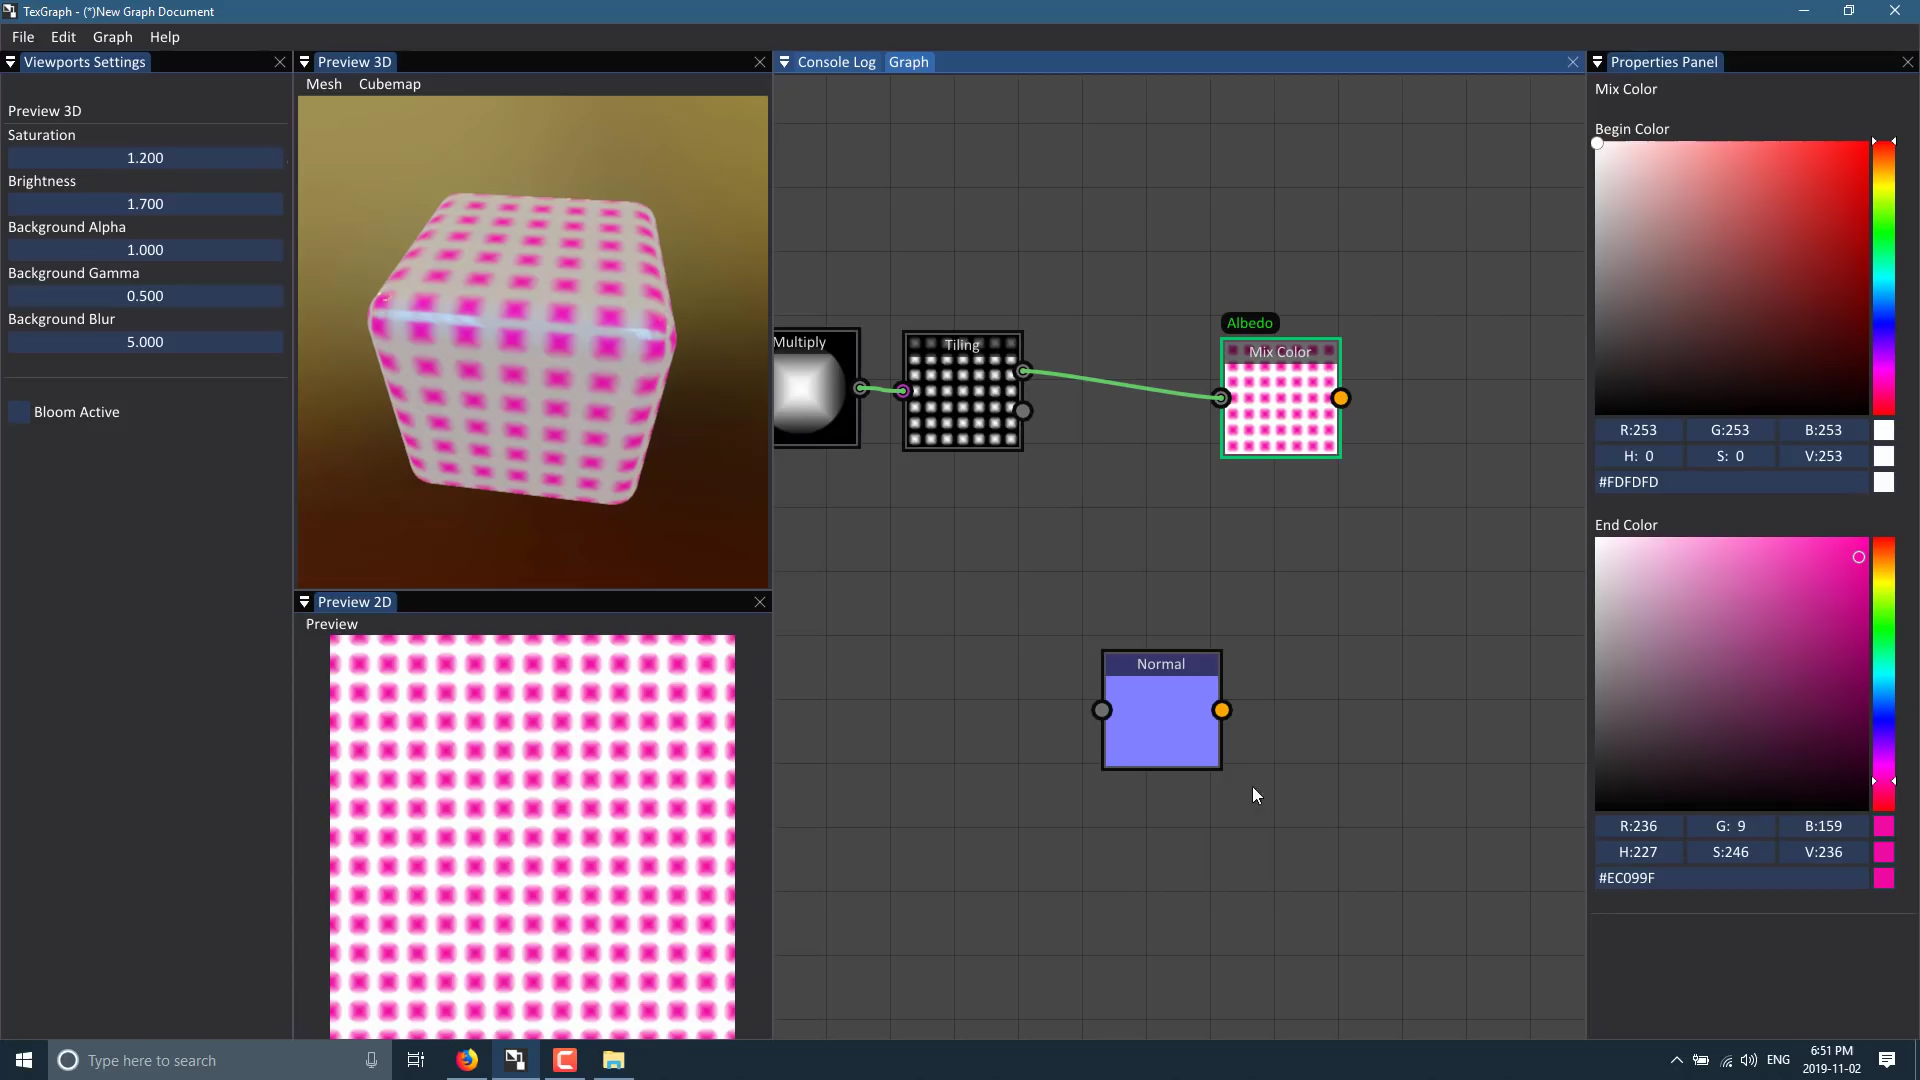 TexGraph - (*)New Graph Document
File Edit Graph Help
Viewports Settings
Preview 3D
Saturation
1.200
Brightness
1.700
Background Alpha
1.000
Background Gamma
0.500
Background Blur
5.000
Bloom Active
Preview 3D
Mesh Cubemap
Preview 2D
Preview
Console Log Graph
Multiply
Tiling
Albedo
Mix Color
Normal
Properties Panel
Mix Color
Begin Color
R:253 G:253 B:253
H: 0 S: 0 V:253
#FDFDFD
End Color
R:236 G: 9 B:159
H:227 S:246 V:236
#EC099F
Type here to search
ENG
6:51 PM
2019-11-02